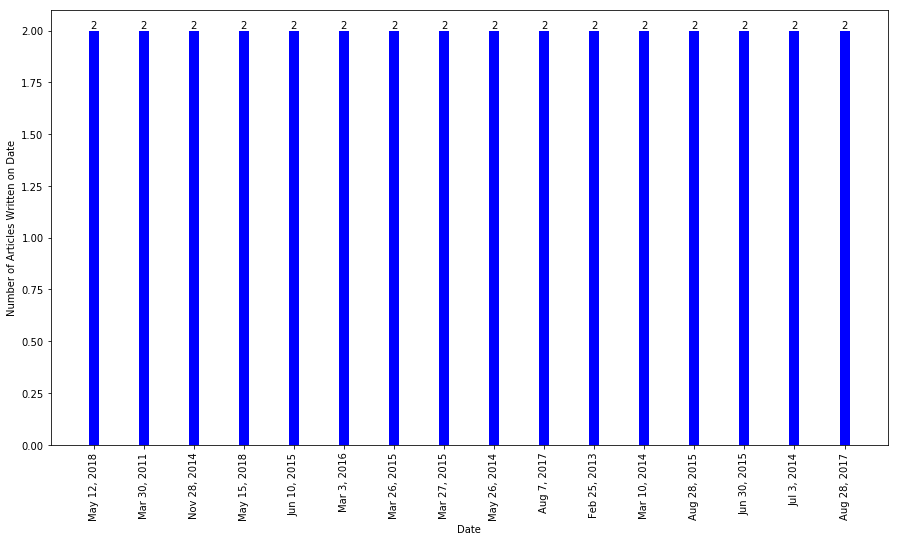 2 2 2 2 2 2 2 2 2 2 2 2 2 2 2 2
2.00
1.75
1.50
1.25
1.00
0.75
0.50
0.25
0.00
Number of Articles Written on Date
May 12, 2018
Mar 30, 2011
Nov 28, 2014
May 15, 2018
Jun 10, 2015
Mar 3, 2016
Mar 26, 2015
Mar 27, 2015
May 26, 2014
Aug 7, 2017
Feb 25, 2013
Mar 10, 2014
Aug 28, 2015
Jun 30, 2015
Jul 3, 2014
Aug 28, 2017
Date